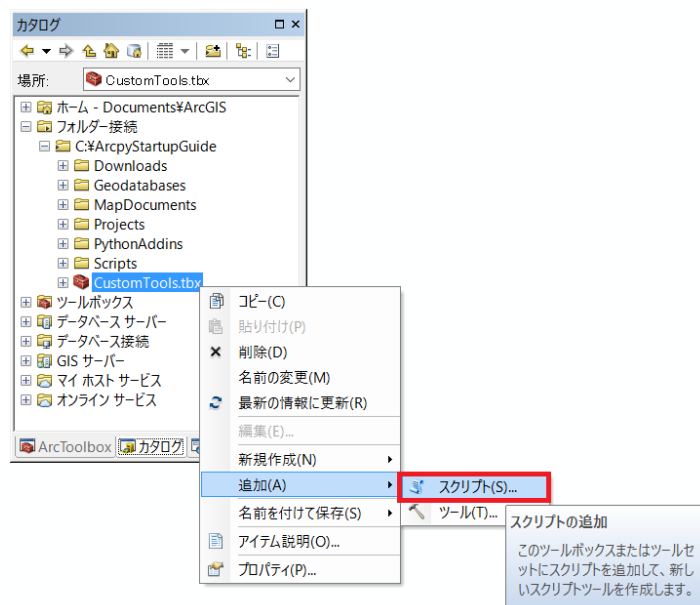 カタログ
場所:
CustomTools.tbx
ホーム - Documents¥ArcGIS
フォルダー接続
C:¥ArcpyStartupGuide
Downloads
Geodatabases
MapDocuments
Projects
PythonAddins
Scripts
CustomTools.tbx
ツールボックス
データベース サーバー
データベース接続
GIS サーバー
マイ ホスト サービス
オンライン サービス
ArcToolbox
カタログ
コピー(C)
貼り付け(P)
削除(D)
名前の変更(M)
最新の情報に更新(R)
編集(E)...
新規作成(N)
追加(A)
名前を付けて保存(S)
アイテム説明(O)...
プロパティ(P)...
スクリプト(S)...
ツール(T)...
スクリプトの追加
このツールボックスまたはツールセ
ットにスクリプトを追加して、新し
いスクリプトツールを作成します。